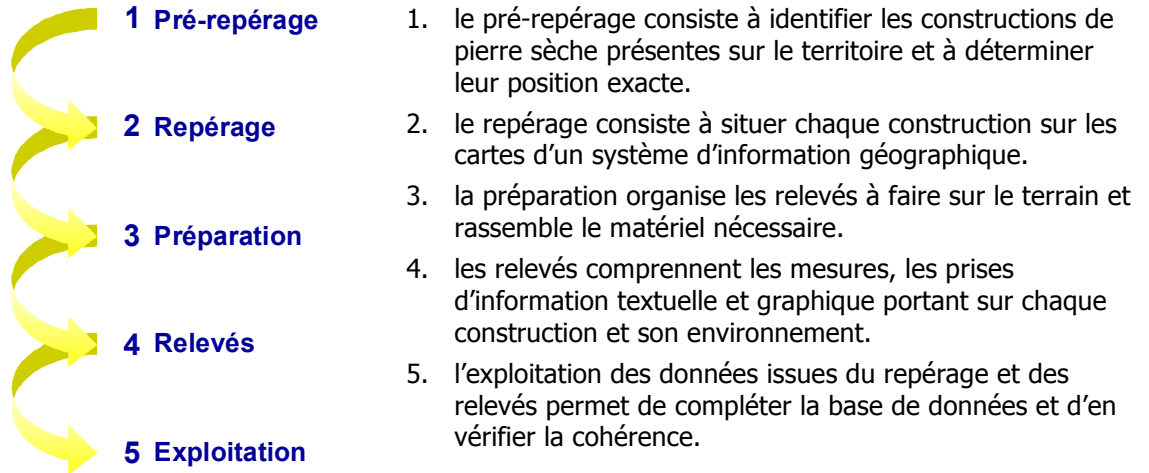 1 Pré-repérage
2 Repérage
3 Préparation
4 Relevés
5 Exploitation
1. le pré-repérage consiste à identifier les constructions de
pierre sèche présentes sur le territoire et à déterminer
leur position exacte.
2. le repérage consiste à situer chaque construction sur les
cartes d’un système d’information géographique.
3. la préparation organise les relevés à faire sur le terrain et
rassemble le matériel nécessaire.
4. les relevés comprennent les mesures, les prises
d’information textuelle et graphique portant sur chaque
construction et son environnement.
5. l’exploitation des données issues du repérage et des
relevés permet de compléter la base de données et d’en
vérifier la cohérence.